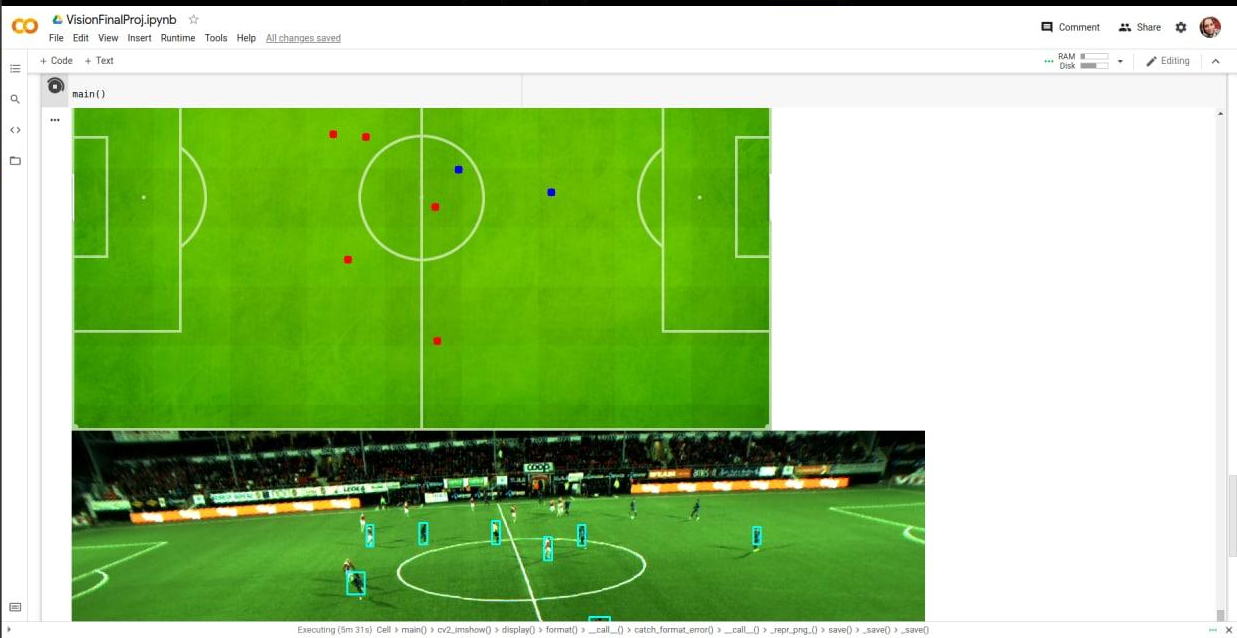 VisionFinalProj.ipynb
Comment
Share
File Edit View Insert Runtime Tools Help All changes saved
+ Code + Text
RAM
Disk
Editing
main()
coop
Executing (5m 31s) Cell > main() > cv2_imshow() > display() > format() > __call__() > catch_format_error() > __call__() > _repr_png_() > save() > _save() > _save()